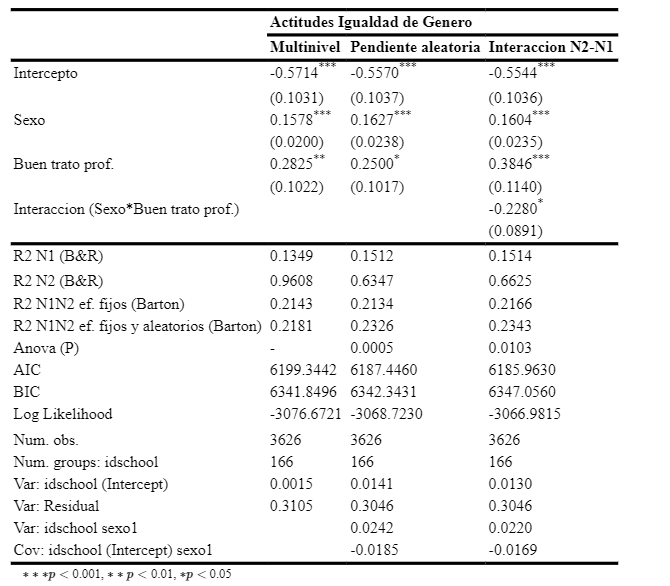 Actitudes Igualdad de Genero
Multinivel Pendiente aleatoria Interaccion N2-N1
Intercepto -0.5714*** -0.5570*** -0.5544***
(0.1031) (0.1037) (0.1036)
Sexo 0.1578*** 0.1627*** 0.1604***
(0.0200) (0.0238) (0.0235)
Buen trato prof. 0.2825** 0.2500* 0.3846***
(0.1022) (0.1017) (0.1140)
Interaccion (Sexo*Buen trato prof.) -0.2280*
(0.0891)
R2 N1 (B&R) 0.1349 0.1512 0.1514
R2 N2 (B&R) 0.9608 0.6347 0.6625
R2 N1N2 ef. fijos (Barton) 0.2143 0.2134 0.2166
R2 N1N2 ef. fijos y aleatorios (Barton) 0.2181 0.2326 0.2343
Anova (P) - 0.0005 0.0103
AIC 6199.3442 6187.4460 6185.9630
BIC 6341.8496 6342.3431 6347.0560
Log Likelihood -3076.6721 -3068.7230 -3066.9815
Num. obs. 3626 3626 3626
Num. groups: idschool 166 166 166
Var: idschool (Intercept) 0.0015 0.0141 0.0130
Var: Residual 0.3105 0.3046 0.3046
Var: idschool sexo1 0.0242 0.0220
Cov: idschool (Intercept) sexo1 -0.0185 -0.0169
∗ ∗ ∗p < 0.001, ∗ ∗ p < 0.01, ∗p < 0.05